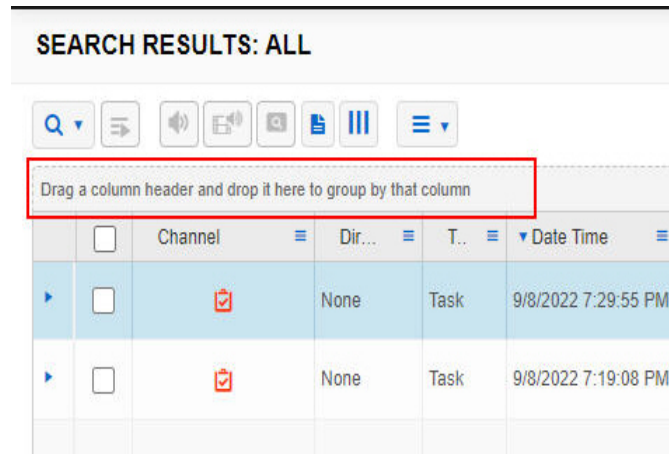 SEARCH RESULTS: ALL
Drag a column header and drop it here to group by that column
Channel Dir... T.. Date Time
None Task 9/8/2022 7:29:55 PM
None Task 9/8/2022 7:19:08 PM